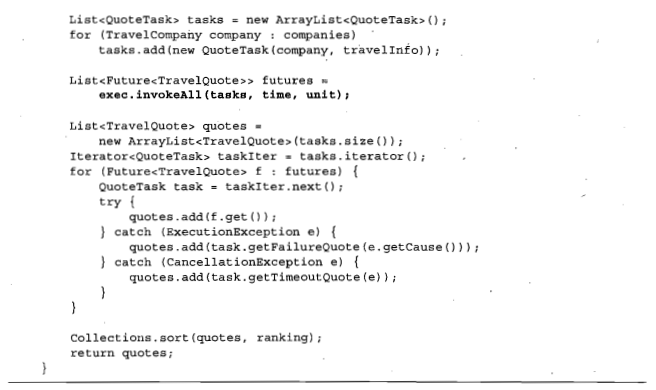 List<QuoteTask> tasks = new ArrayList<QuoteTask>();
for (TravelCompany company : companies)
tasks.add(new QuoteTask(company, travelInfo));
List<Future<TravelQuote>> futures =
exec.invokeAll(tasks, time, unit);
List<TravelQuote> quotes =
new ArrayList<TravelQuote>(tasks.size());
Iterator<QuoteTask> taskIter = tasks.iterator();
for (Future<TravelQuote> f : futures) {
QuoteTask task = taskIter.next();
try {
quotes.add(f.get());
} catch (ExecutionException e) {
quotes.add(task.getFailureQuote(e.getCause()));
} catch (CancellationException e) {
quotes.add(task.getTimeoutQuote(e));
}
}
Collections.sort(quotes, ranking);
return quotes;
}